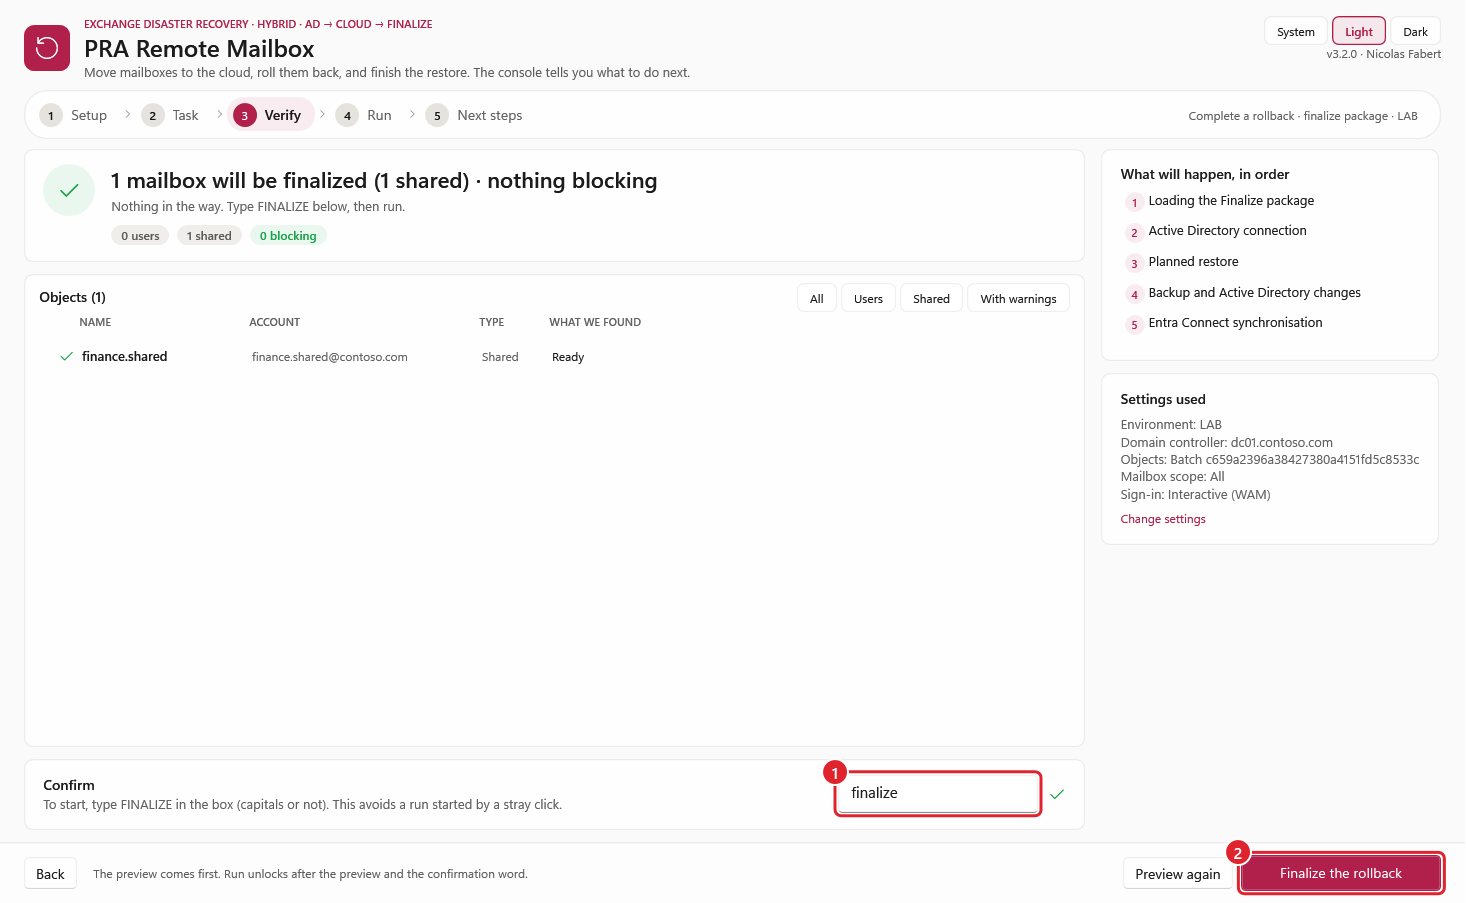 EXCHANGE DISASTER RECOVERY · HYBRID · AD → CLOUD → FINALIZE
PRA Remote Mailbox
Move mailboxes to the cloud, roll them back, and finish the restore. The console tells you what to do next.
System
Light
Dark
v3.2.0 · Nicolas Fabert
1 Setup
2 Task
3 Verify
4 Run
5 Next steps
Complete a rollback · finalize package · LAB
1 mailbox will be finalized (1 shared) · nothing blocking
Nothing in the way. Type FINALIZE below, then run.
0 users
1 shared
0 blocking
Objects (1)
All
Users
Shared
With warnings
NAME ACCOUNT TYPE WHAT WE FOUND
finance.shared finance.shared@contoso.com Shared Ready
Confirm
To start, type FINALIZE in the box (capitals or not). This avoids a run started by a stray click.
1
finalize
What will happen, in order
1 Loading the Finalize package
2 Active Directory connection
3 Planned restore
4 Backup and Active Directory changes
5 Entra Connect synchronisation
Settings used
Environment: LAB
Domain controller: dc01.contoso.com
Objects: Batch c659a2396a38427380a4151fd5c8533c
Mailbox scope: All
Sign-in: Interactive (WAM)
Change settings
Back
The preview comes first. Run unlocks after the preview and the confirmation word.
Preview again
2
Finalize the rollback